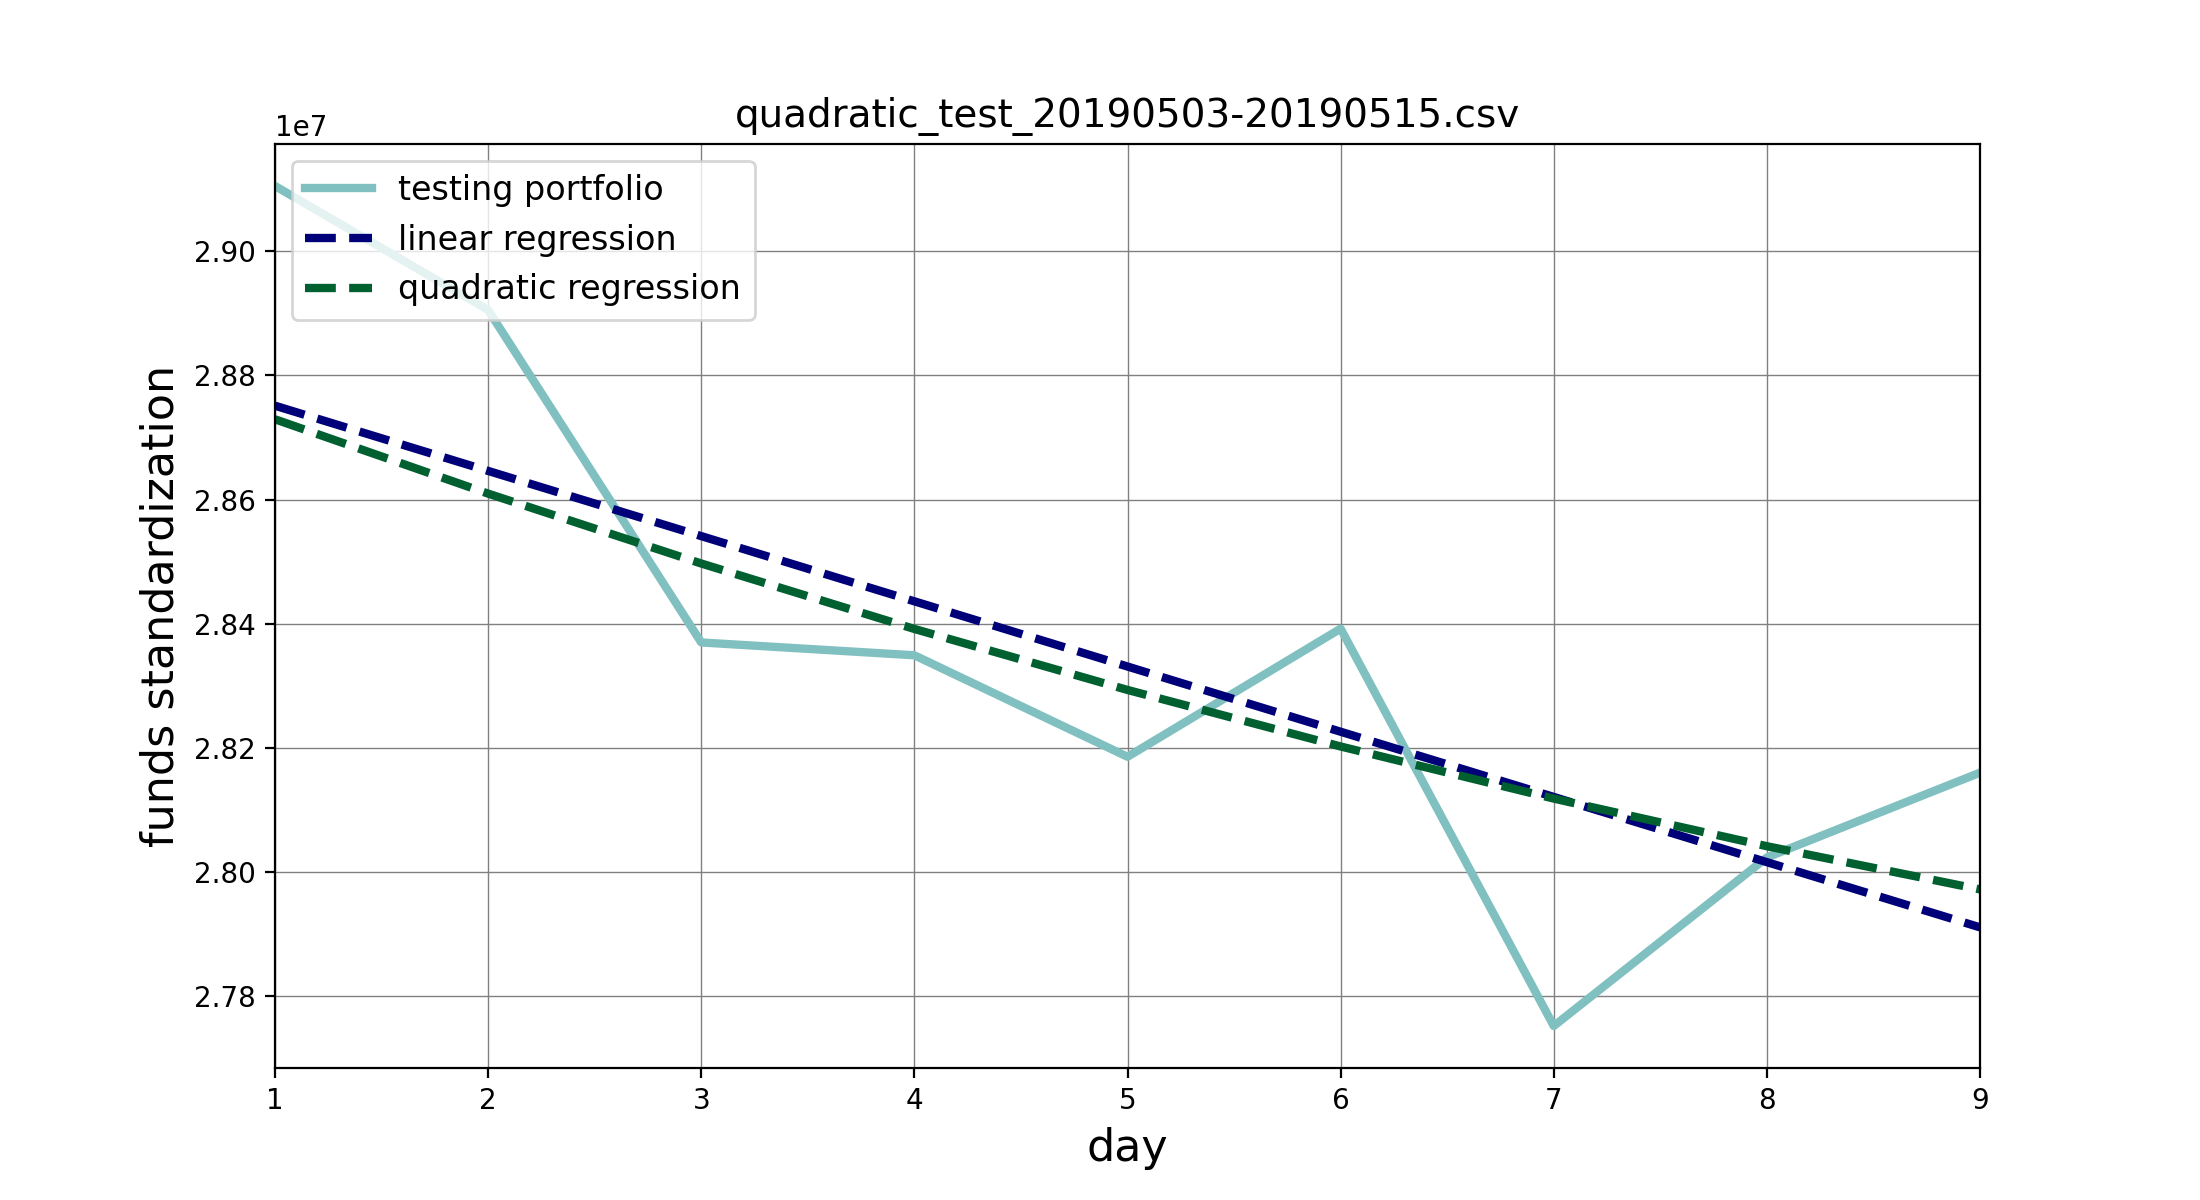 quadratic_test_20190503-20190515.csv
1e7
testing portfolio
linear regression
quadratic regression
2.90
2.88
2.86
2.84
2.82
2.80
2.78
funds standardization
1 2 3 4 5 6 7 8 9
day